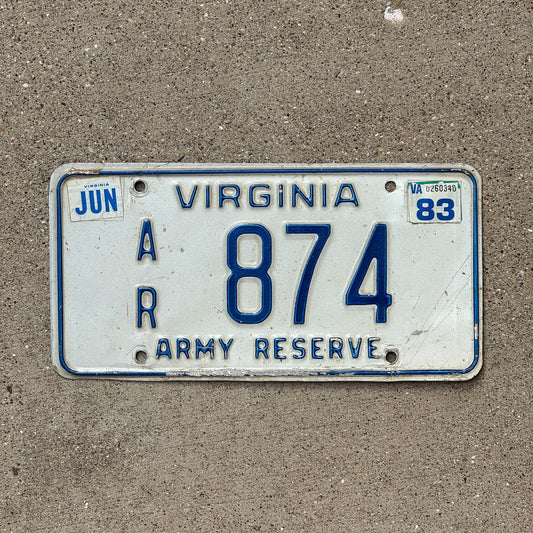 VIRGINIA
JUN
VIRGINIA
VA 0260340
83
A
R
874
ARMY RESERVE